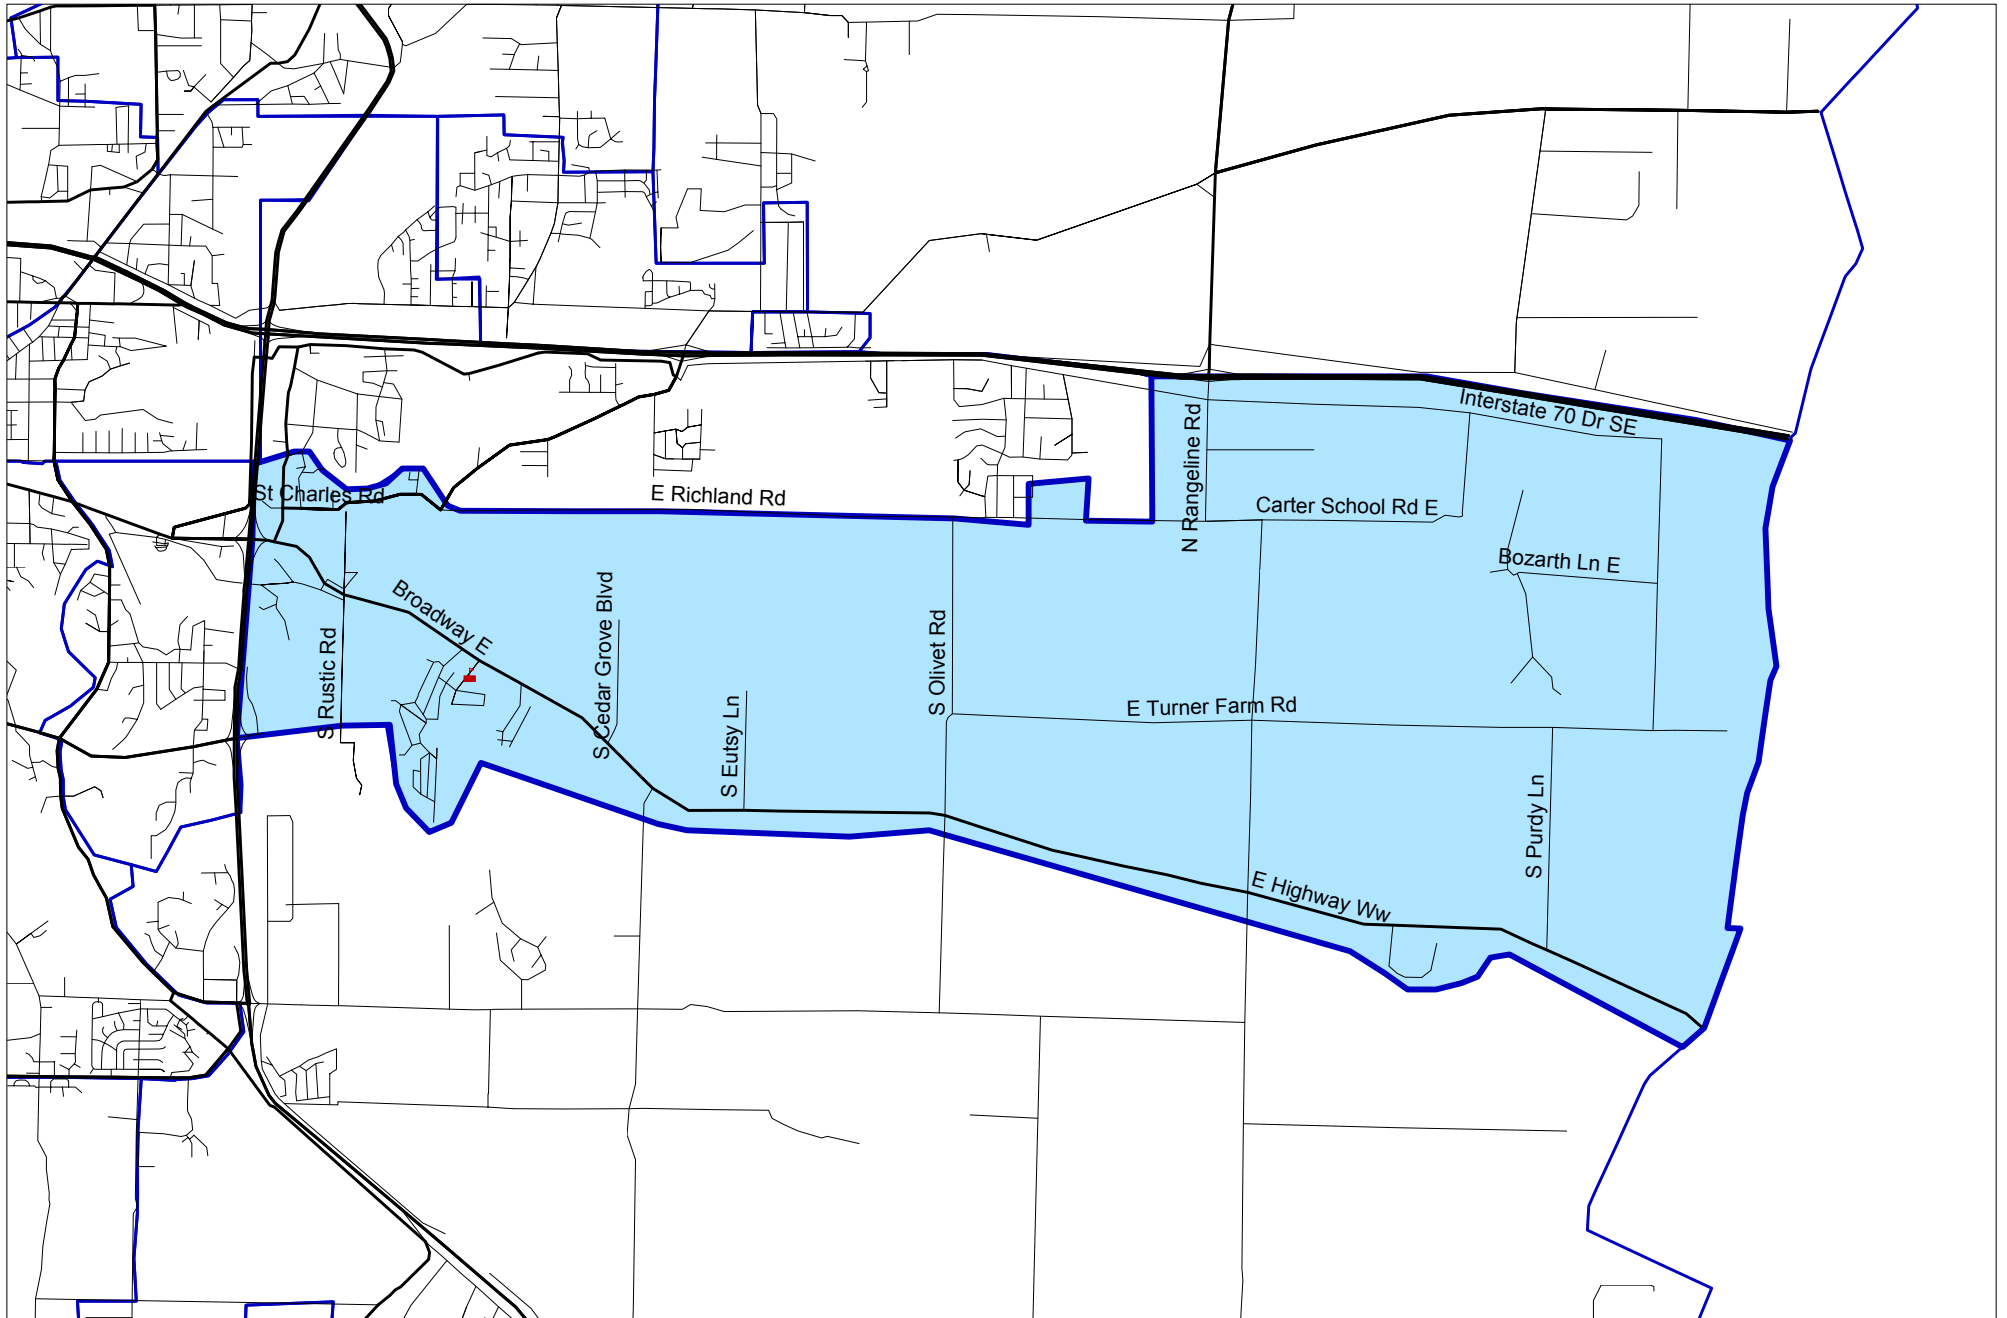 Interstate 70 Dr SE
N Rangeline Rd
St Charles Rd
E Richland Rd
Carter School Rd E
Bozarth Ln E
Broadway E
S Rustic Rd
S Cedar Grove Blvd
S Olivet Rd
S Eutsy Ln
E Turner Farm Rd
S Purdy Ln
E Highway Ww